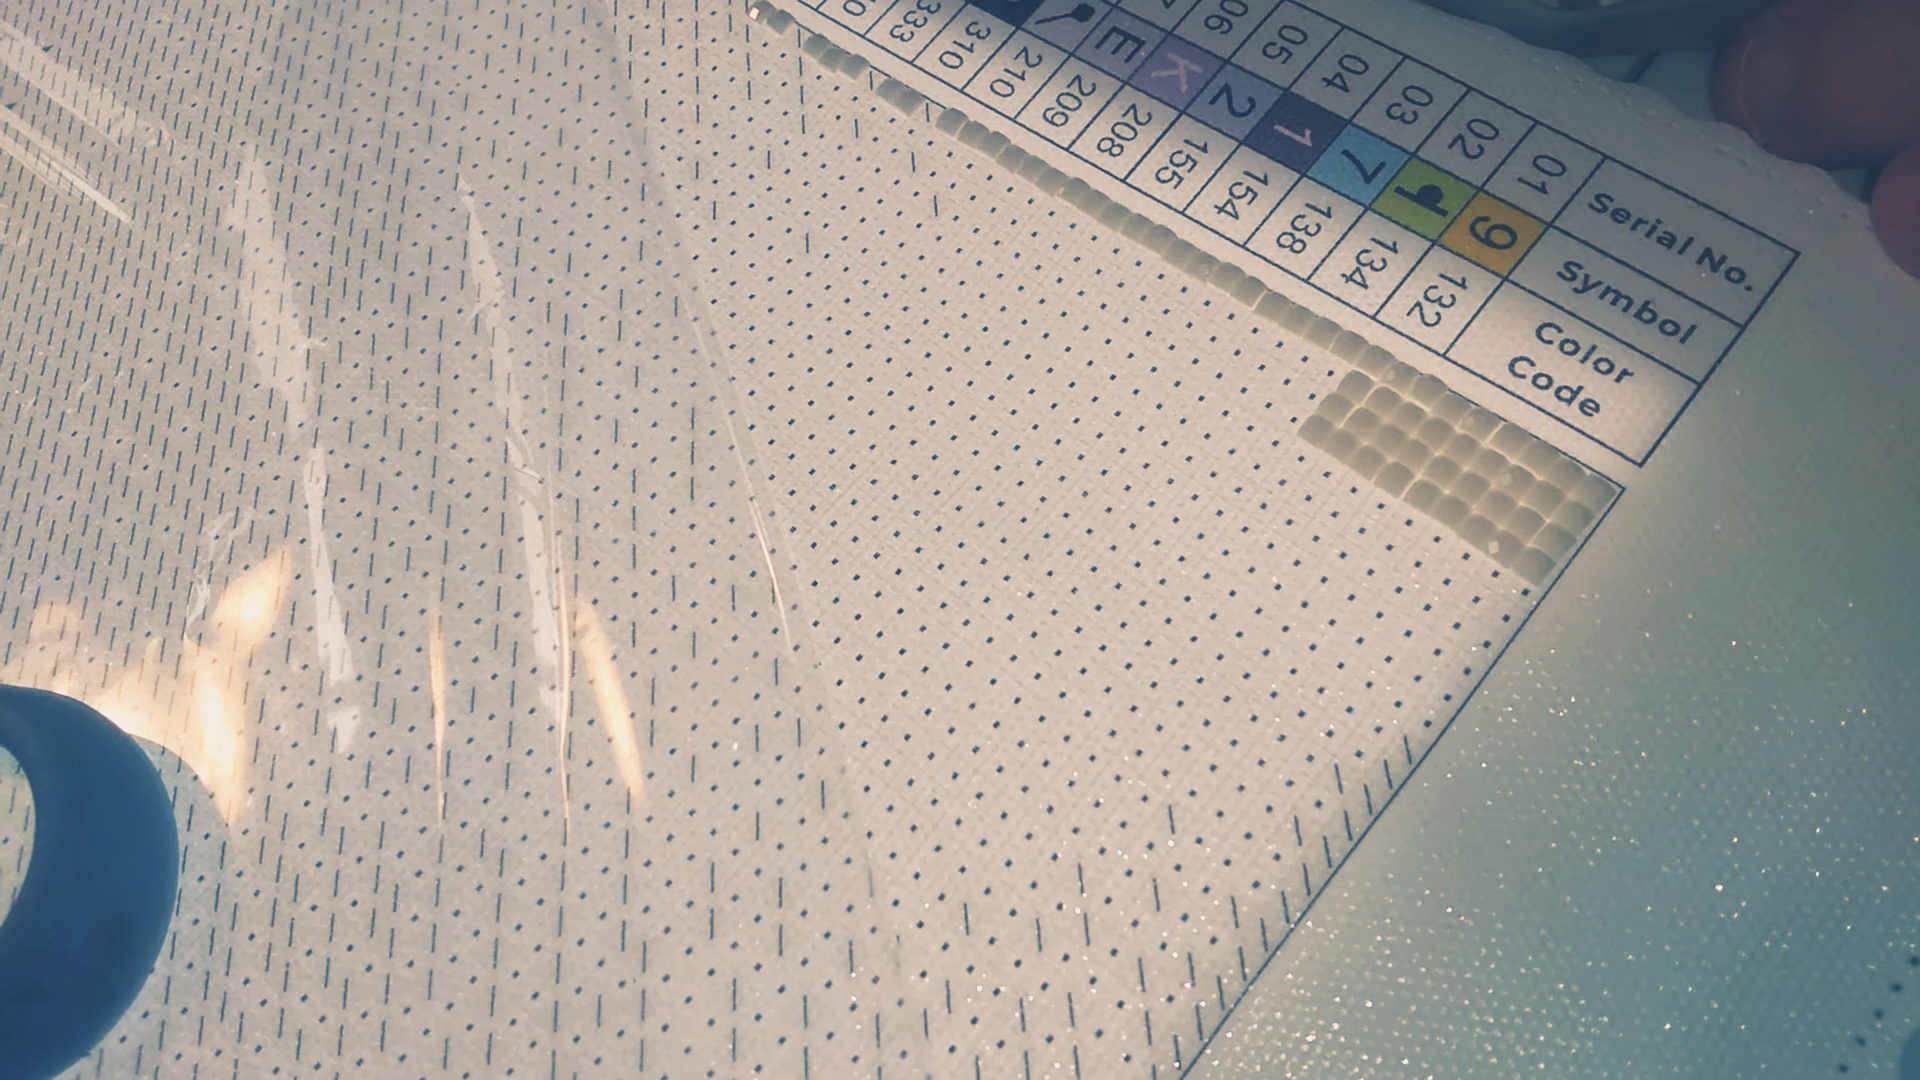 Serial No. 01 02 03 04 05 06
Symbol 9 7 1 2 K E
Color Code 132 134 138 154 155 208 209 210 310 333